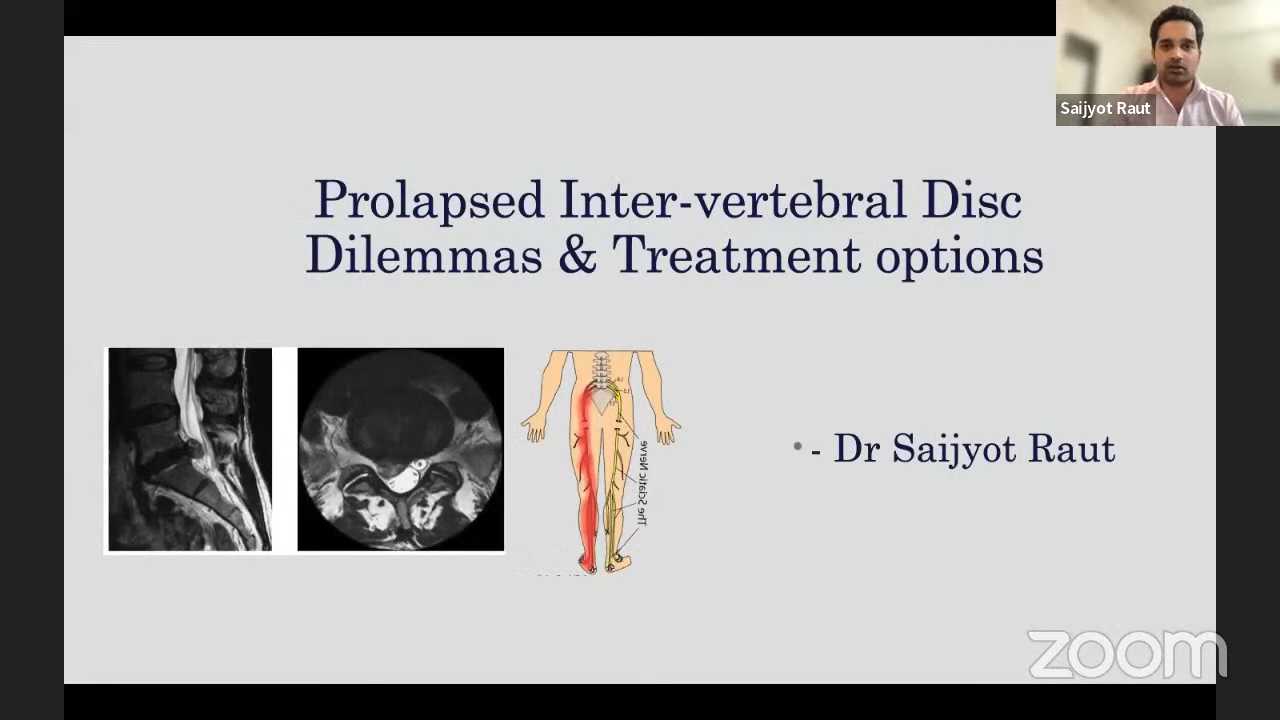 Saijyot Raut
Prolapsed Inter-vertebral Disc
Dilemmas & Treatment options
The Sciatic Nerve
• - Dr Saijyot Raut
zoom